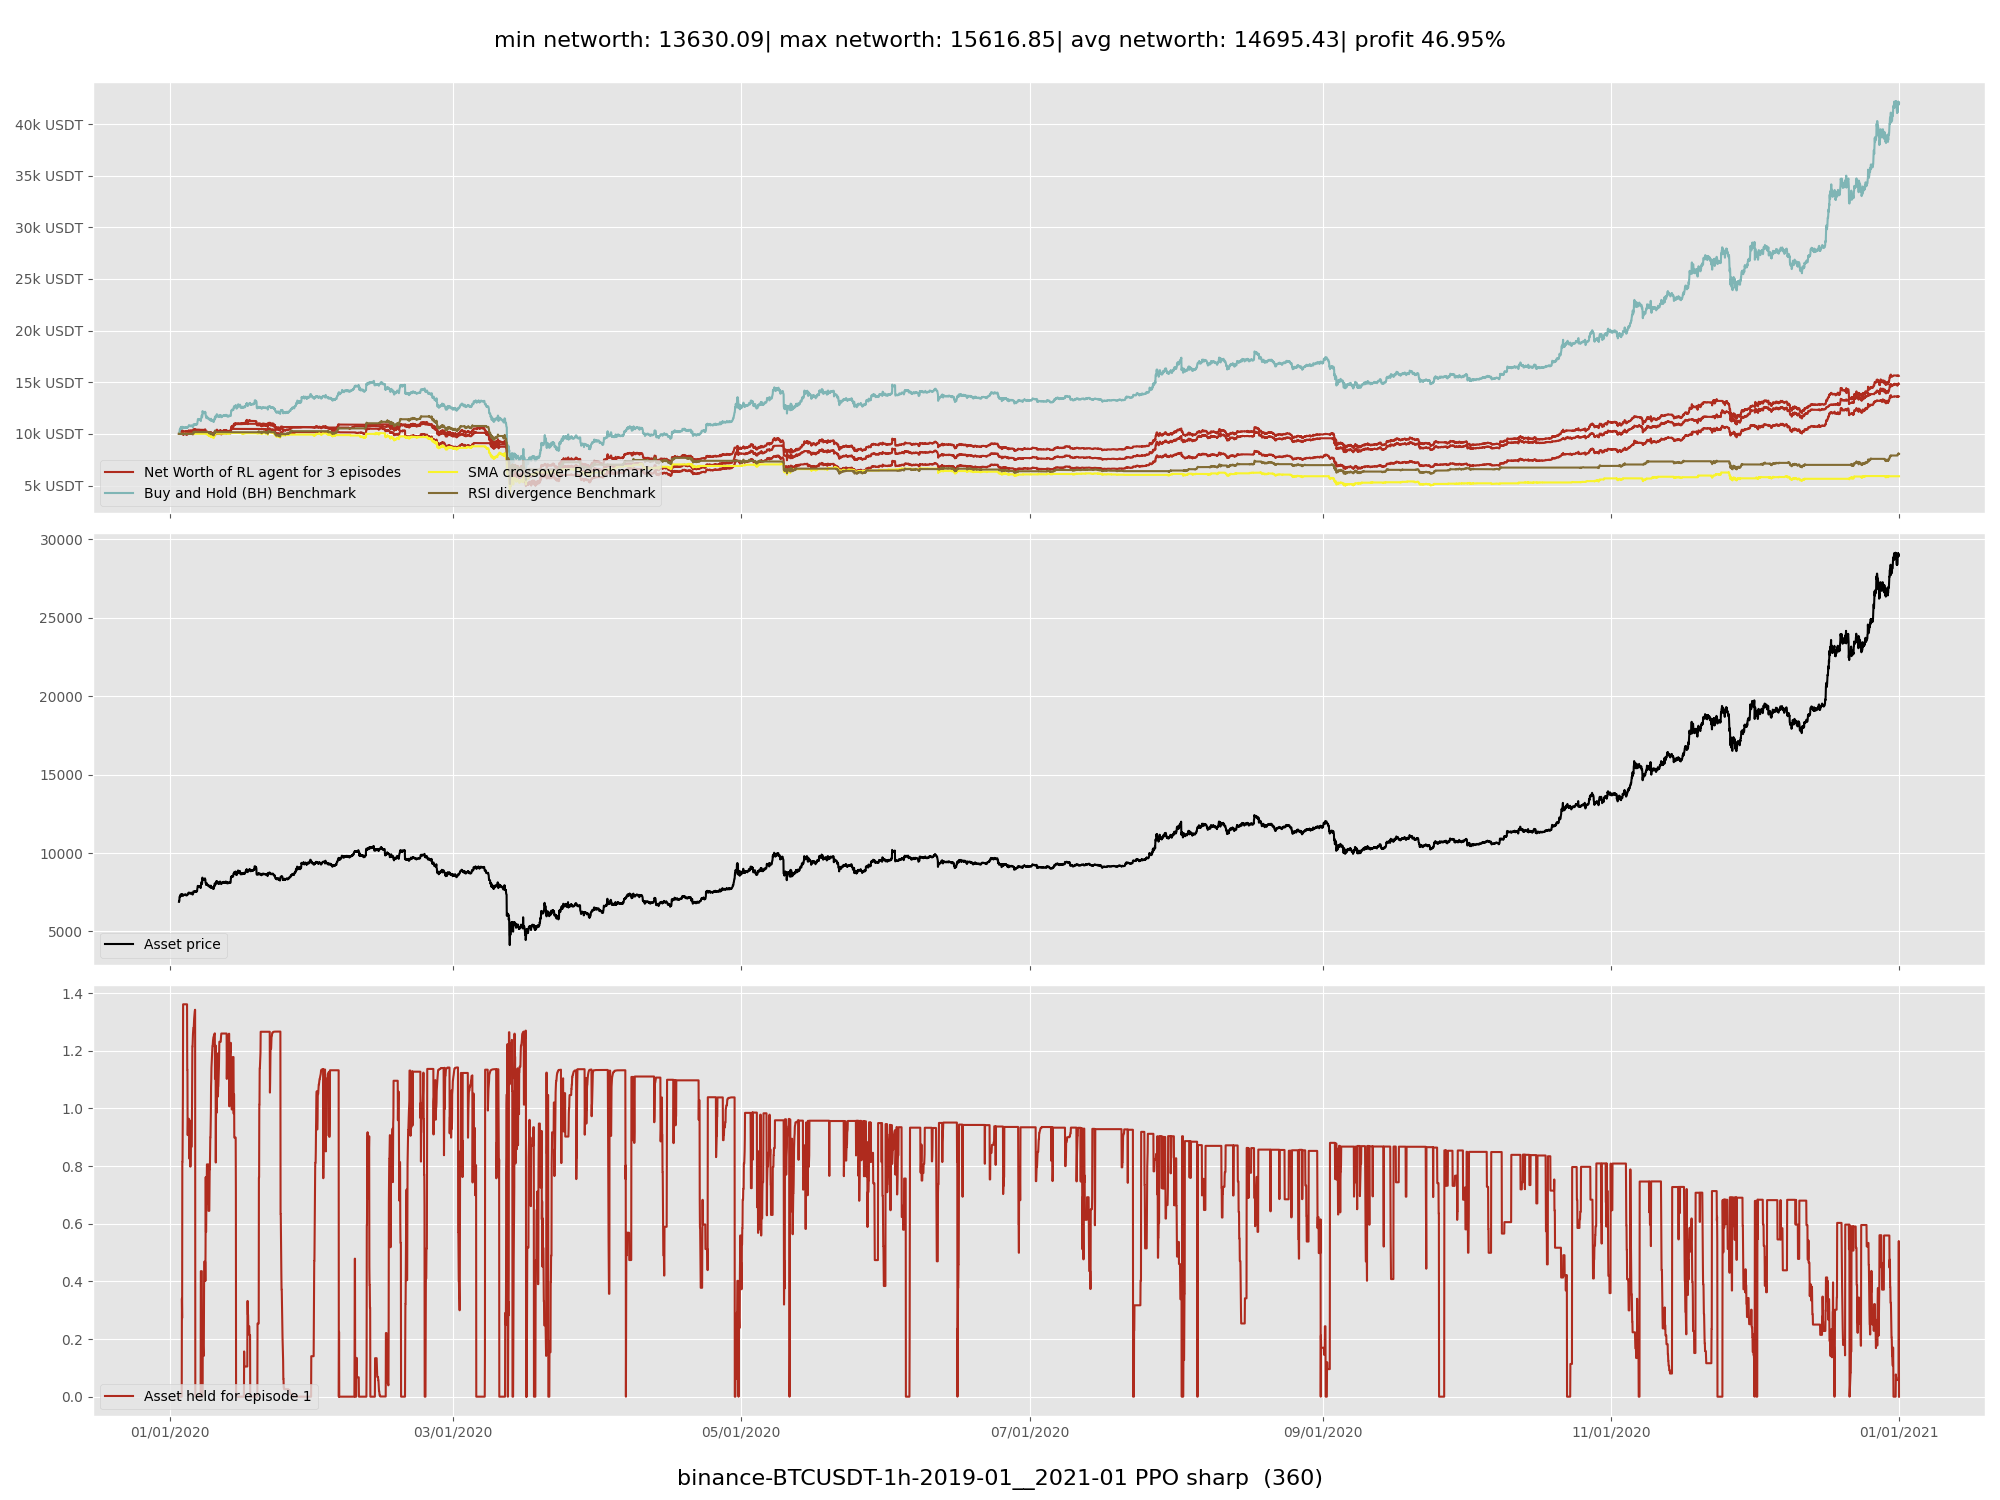 min networth: 13630.09| max networth: 15616.85| avg networth: 14695.43| profit 46.95%
40k USDT
35k USDT
30k USDT
25k USDT
20k USDT
15k USDT
10k USDT
5k USDT
Net Worth of RL agent for 3 episodes
Buy and Hold (BH) Benchmark
SMA crossover Benchmark
RSI divergence Benchmark
30000
25000
20000
15000
10000
5000
Asset price
1.4
1.2
1.0
0.8
0.6
0.4
0.2
0.0
Asset held for episode 1
01/01/2020 03/01/2020 05/01/2020 07/01/2020 09/01/2020 11/01/2020 01/01/2021
binance-BTCUSDT-1h-2019-01__2021-01 PPO sharp  (360)